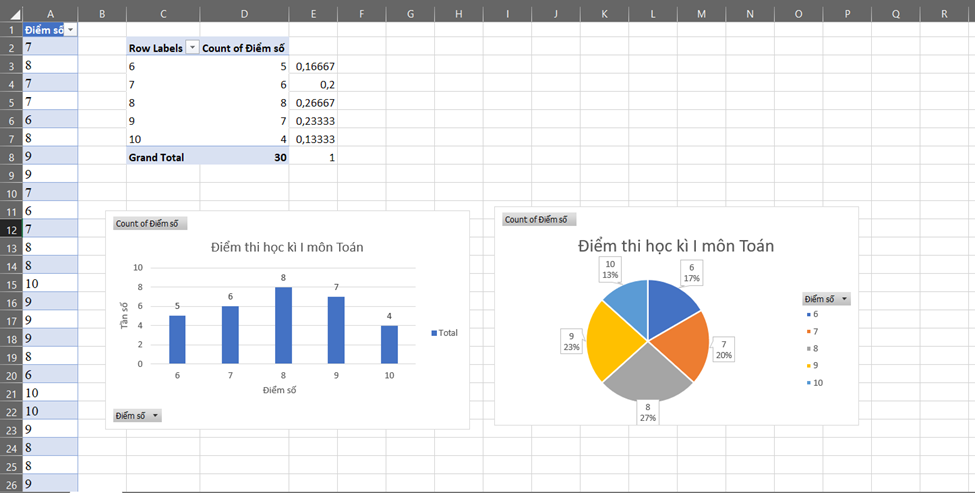 A B C D E F G H I J K L M N O P Q R
1 Điểm số
2 7 Row Labels Count of Điểm số
3 8 6 5 0,16667
4 7 7 6 0,2
5 7 8 8 0,26667
6 6 9 7 0,23333
7 8 10 4 0,13333
8 9 Grand Total 30 1
9 9
10 7
11 6
12 7
13 8
14 8
15 10
16 9
17 9
18 9
19 8
20 6
21 10
22 10
23 9
24 8
25 8
26 9
Count of Điểm số
Điểm thi học kì I môn Toán
Tần số
10
8
6
4
2
0
5
6
8
7
4
6 7 8 9 10
Điểm số
Total
Điểm số
Count of Điểm số
Điểm thi học kì I môn Toán
10
13%
6
17%
9
23%
7
20%
8
27%
Điểm số
6
7
8
9
10